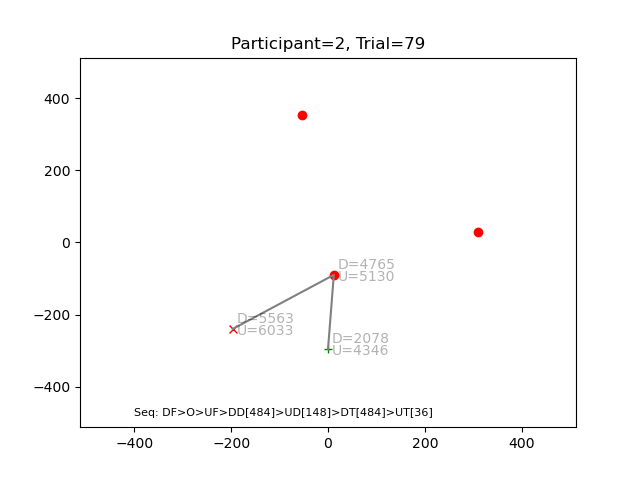 Participant=2, Trial=79
400
200
0
−200
−400
D=4765
U=5130
D=5563
U=6033
D=2078
U=4346
Seq: DF>O>UF>DD[484]>UD[148]>DT[484]>UT[36]
−400
−200
0
200
400